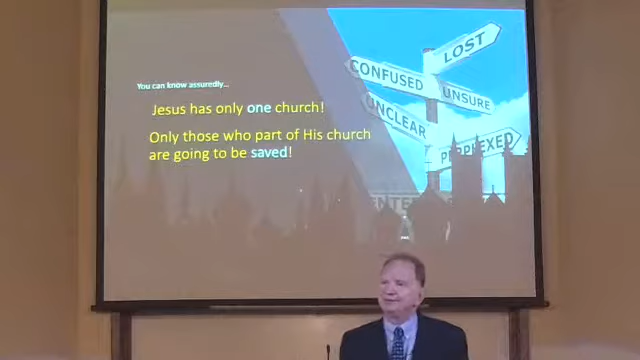 You can know assuredly...
Jesus has only one church!
Only those who part of His church
are going to be saved!
LOST
CONFUSED
UNSURE
UNCLEAR
PERPLEXED